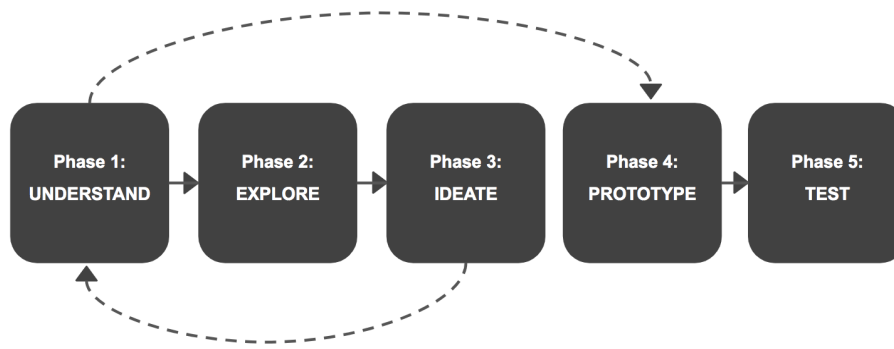 Phase 1:
UNDERSTAND
Phase 2:
EXPLORE
Phase 3:
IDEATE
Phase 4:
PROTOTYPE
Phase 5:
TEST